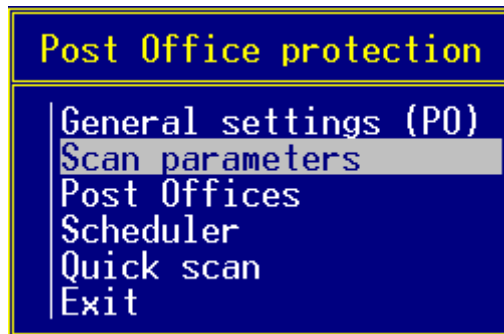 Post Office protection
General settings (PO)
Scan parameters
Post Offices
Scheduler
Quick scan
Exit